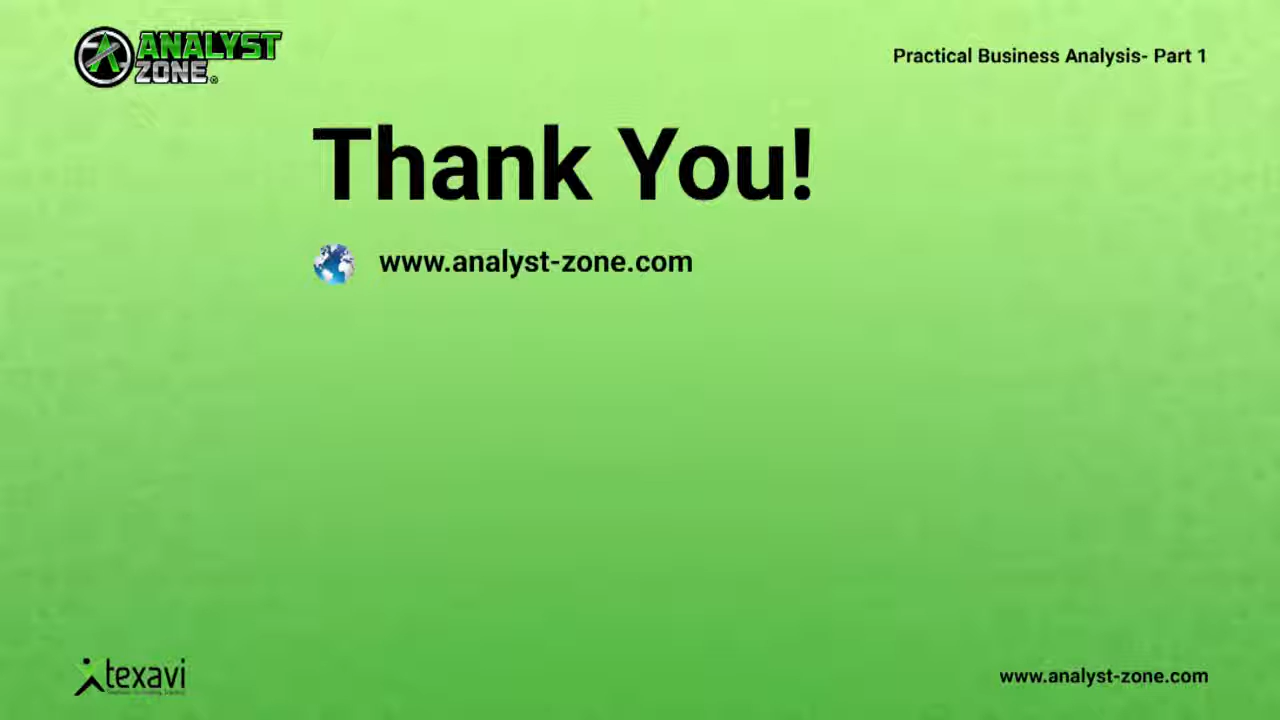 ANALYST
ZONE®
Practical Business Analysis- Part 1
Thank You!
www.analyst-zone.com
texavi
www.analyst-zone.com